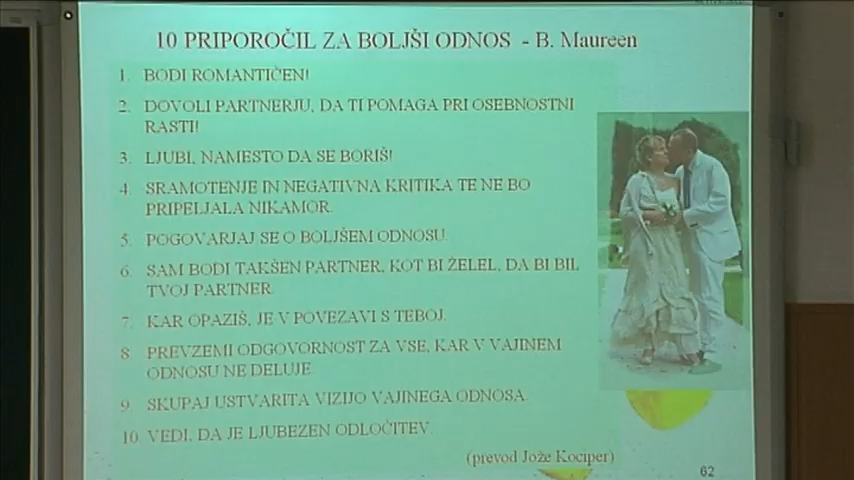 10 PRIPOROČIL ZA BOLJŠI ODNOS - B. Maureen
1. BODI ROMANTIČEN!
2. DOVOLI PARTNERJU, DA TI POMAGA PRI OSEBNOSTNI
RASTI!
3. LJUBI, NAMESTO DA SE BORIŠ!
4. SRAMOTENJE IN NEGATIVNA KRITIKA TE NE BO
PRIPELJALA NIKAMOR.
5. POGOVARJAJ SE O BOLJŠEM ODNOSU.
6. SAM BODI TAKŠEN PARTNER, KOT BI ŽELEL, DA BI BIL
TVOJ PARTNER.
7. KAR OPAZIŠ, JE V POVEZAVI S TEBOJ.
8. PREVZEMI ODGOVORNOST ZA VSE, KAR V VAJINEM
ODNOSU NE DELUJE.
9. SKUPAJ USTVARITA VIZIJO VAJINEGA ODNOSA.
10. VEDI, DA JE LJUBEZEN ODLOČITEV.
(prevod Jože Kociper)
62